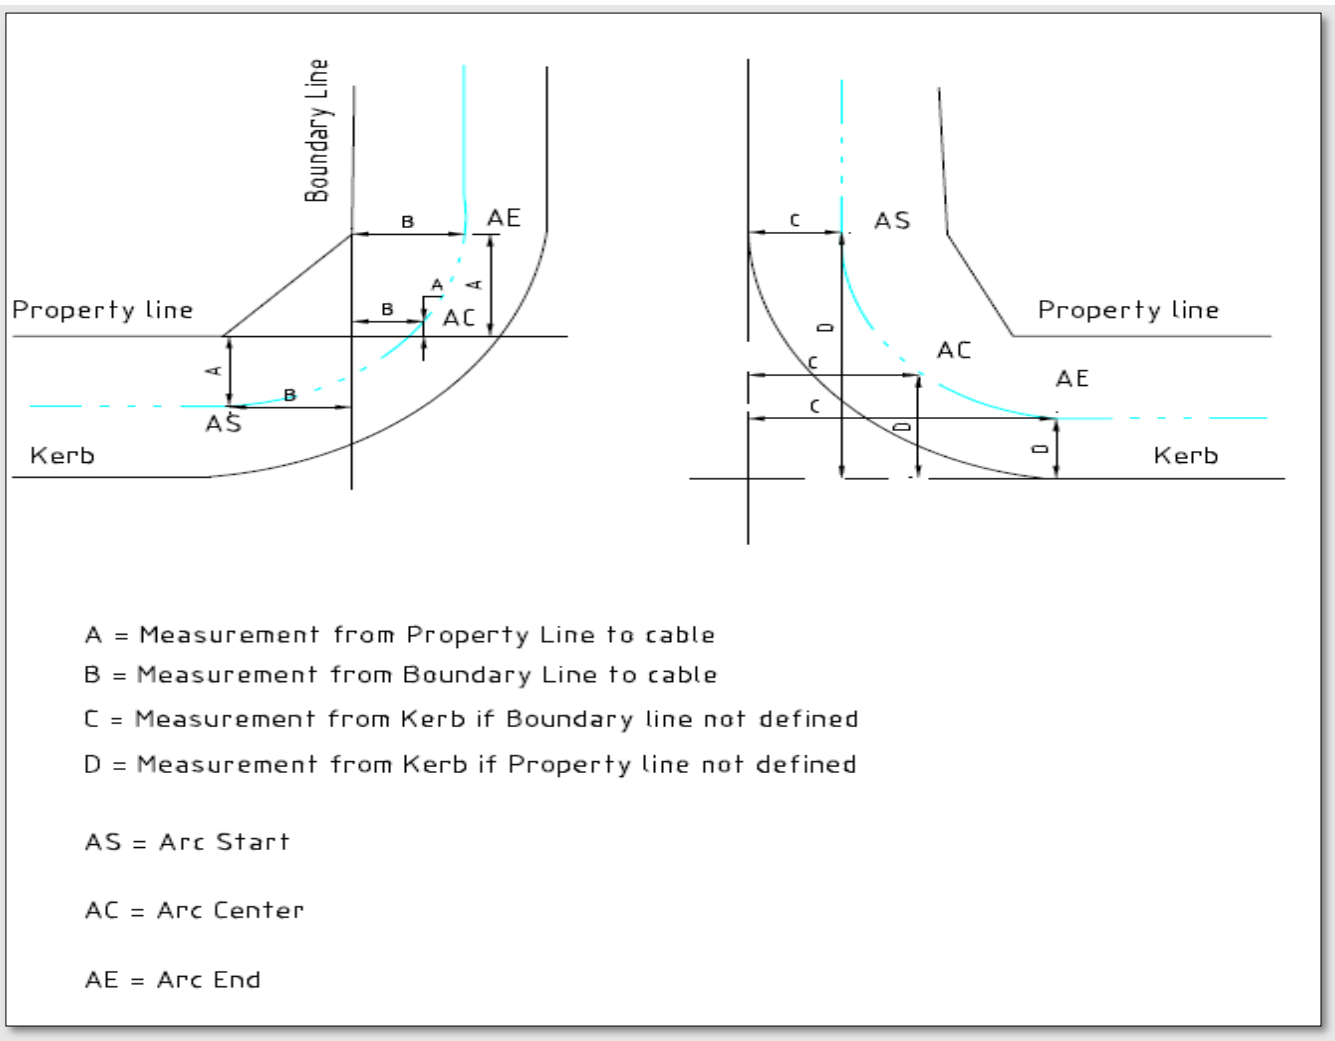 Boundary Line
B
AE
A
A
B
AC
Property line
A
B
AS
Kerb
C
AS
D
Property line
AC
C
AE
C
D
D
Kerb
A = Measurement from Property Line to cable
B = Measurement from Boundary Line to cable
C = Measurement from Kerb if Boundary line not defined
D = Measurement from Kerb if Property line not defined
AS = Arc Start
AC = Arc Center
AE = Arc End